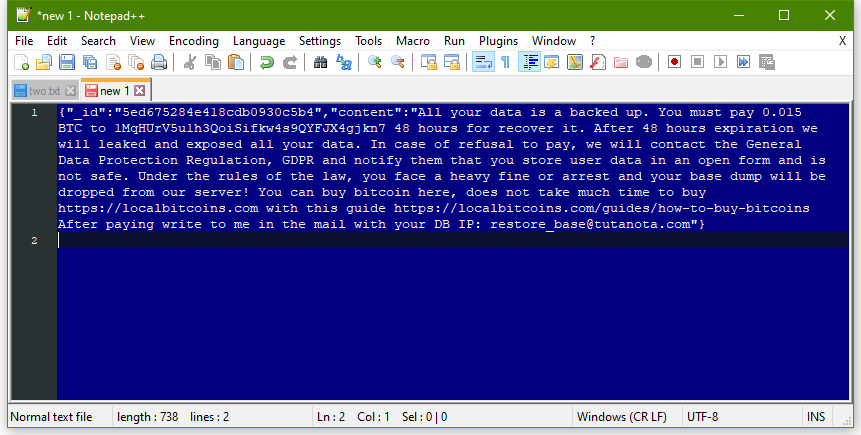 *new 1 - Notepad++
File Edit Search View Encoding Language Settings Tools Macro Run Plugins Window ? X
two.txt new 1
1 {"_id":"5ed675284e418cdb0930c5b4","content":"All your data is a backed up. You must pay 0.015
BTC to 1MqHUrV5ulh3QoiSifkw4s9QYFJX4gjkn7 48 hours for recover it. After 48 hours expiration we
will leaked and exposed all your data. In case of refusal to pay, we will contact the General
Data Protection Regulation, GDPR and notify them that you store user data in an open form and is
not safe. Under the rules of the law, you face a heavy fine or arrest and your base dump will be
dropped from our server! You can buy bitcoin here, does not take much time to buy
https://localbitcoins.com with this guide https://localbitcoins.com/guides/how-to-buy-bitcoins
After paying write to me in the mail with your DB IP: restore_base@tutanota.com"}
2
Normal text file length : 738 lines : 2 Ln : 2 Col : 1 Sel : 0 | 0 Windows (CR LF) UTF-8 INS